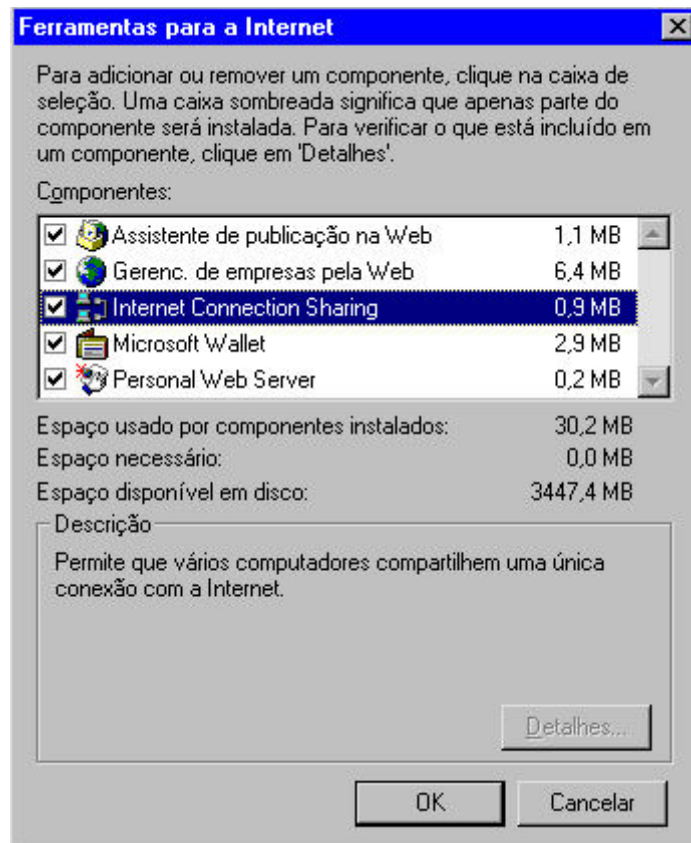 Ferramentas para a Internet
Para adicionar ou remover um componente, clique na caixa de
seleção. Uma caixa sombreada significa que apenas parte do
componente será instalada. Para verificar o que está incluído em
um componente, clique em 'Detalhes'.
Componentes:
Assistente de publicação na Web 1,1 MB
Gerenc. de empresas pela Web 6,4 MB
Internet Connection Sharing 0,9 MB
Microsoft Wallet 2,9 MB
Personal Web Server 0,2 MB
Espaço usado por componentes instalados: 30,2 MB
Espaço necessário: 0,0 MB
Espaço disponível em disco: 3447,4 MB
Descrição
Permite que vários computadores compartilhem uma única
conexão com a Internet.
Detalhes...
OK Cancelar